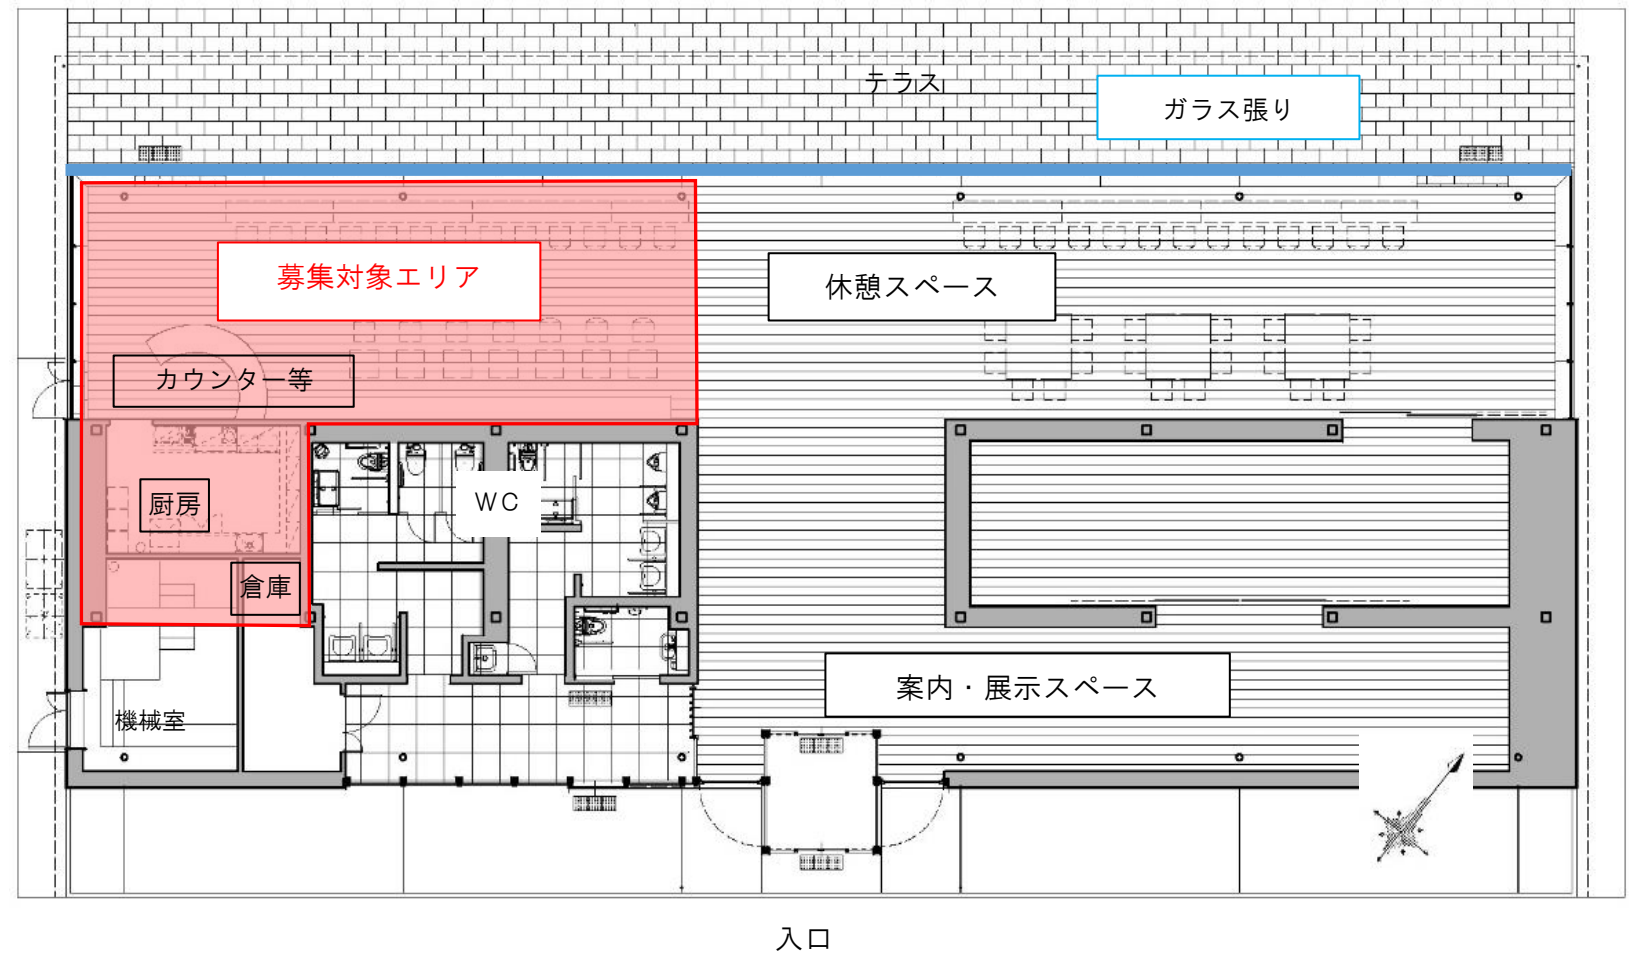 テラス
ガラス張り
募集対象エリア
休憩スペース
カウンター等
厨房
WC
倉庫
案内・展示スペース
機械室
入口